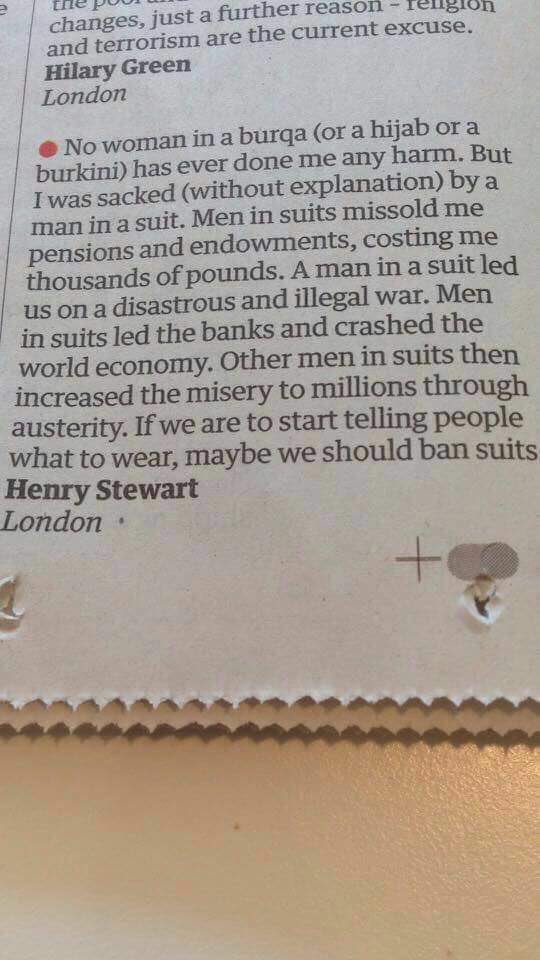 changes, just a further reason – religion
and terrorism are the current excuse.
Hilary Green
London
● No woman in a burqa (or a hijab or a
burkini) has ever done me any harm. But
I was sacked (without explanation) by a
man in a suit. Men in suits missold me
pensions and endowments, costing me
thousands of pounds. A man in a suit led
us on a disastrous and illegal war. Men
in suits led the banks and crashed the
world economy. Other men in suits then
increased the misery to millions through
austerity. If we are to start telling people
what to wear, maybe we should ban suits
Henry Stewart
London